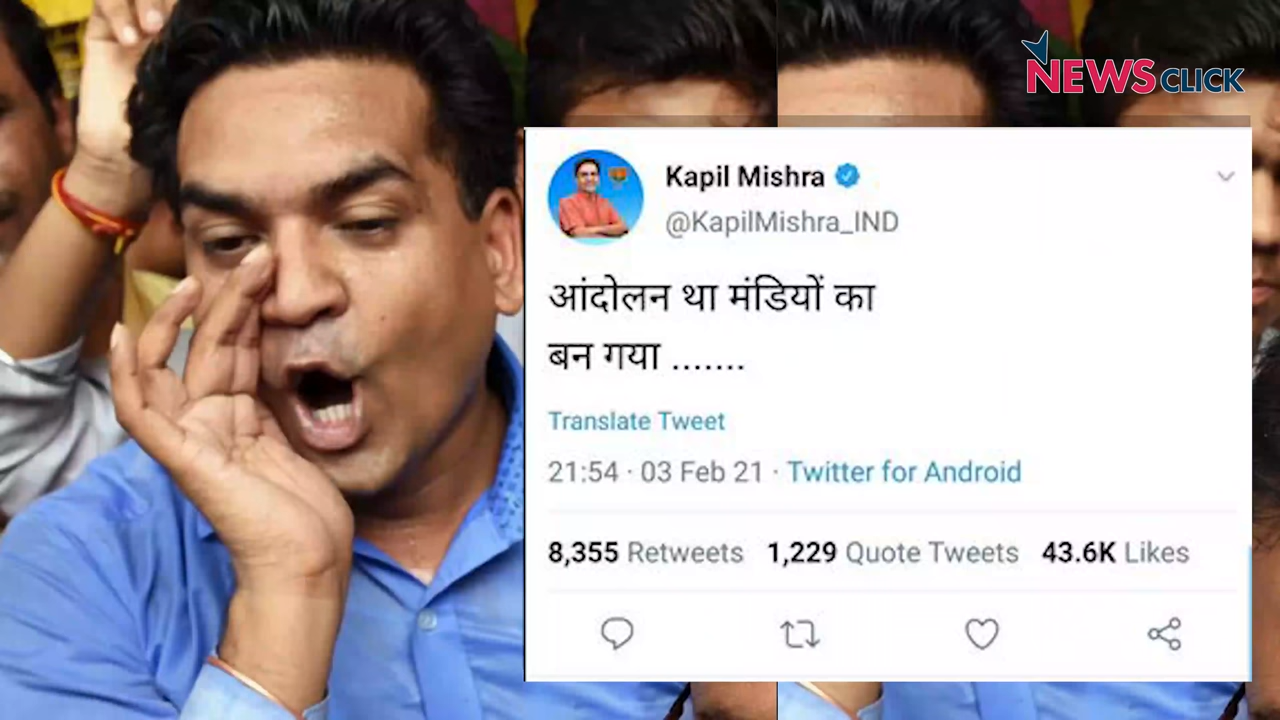 NEWSCLICK
Kapil Mishra
@KapilMishra_IND
आंदोलन था मंडियों का
बन गया .......
Translate Tweet
21:54 · 03 Feb 21 · Twitter for Android
8,355 Retweets 1,229 Quote Tweets 43.6K Likes